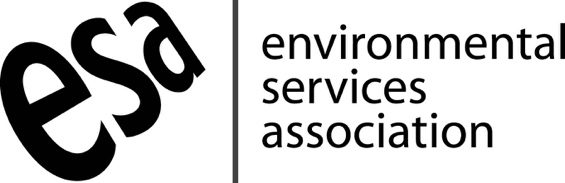 esa
environmental
services
association